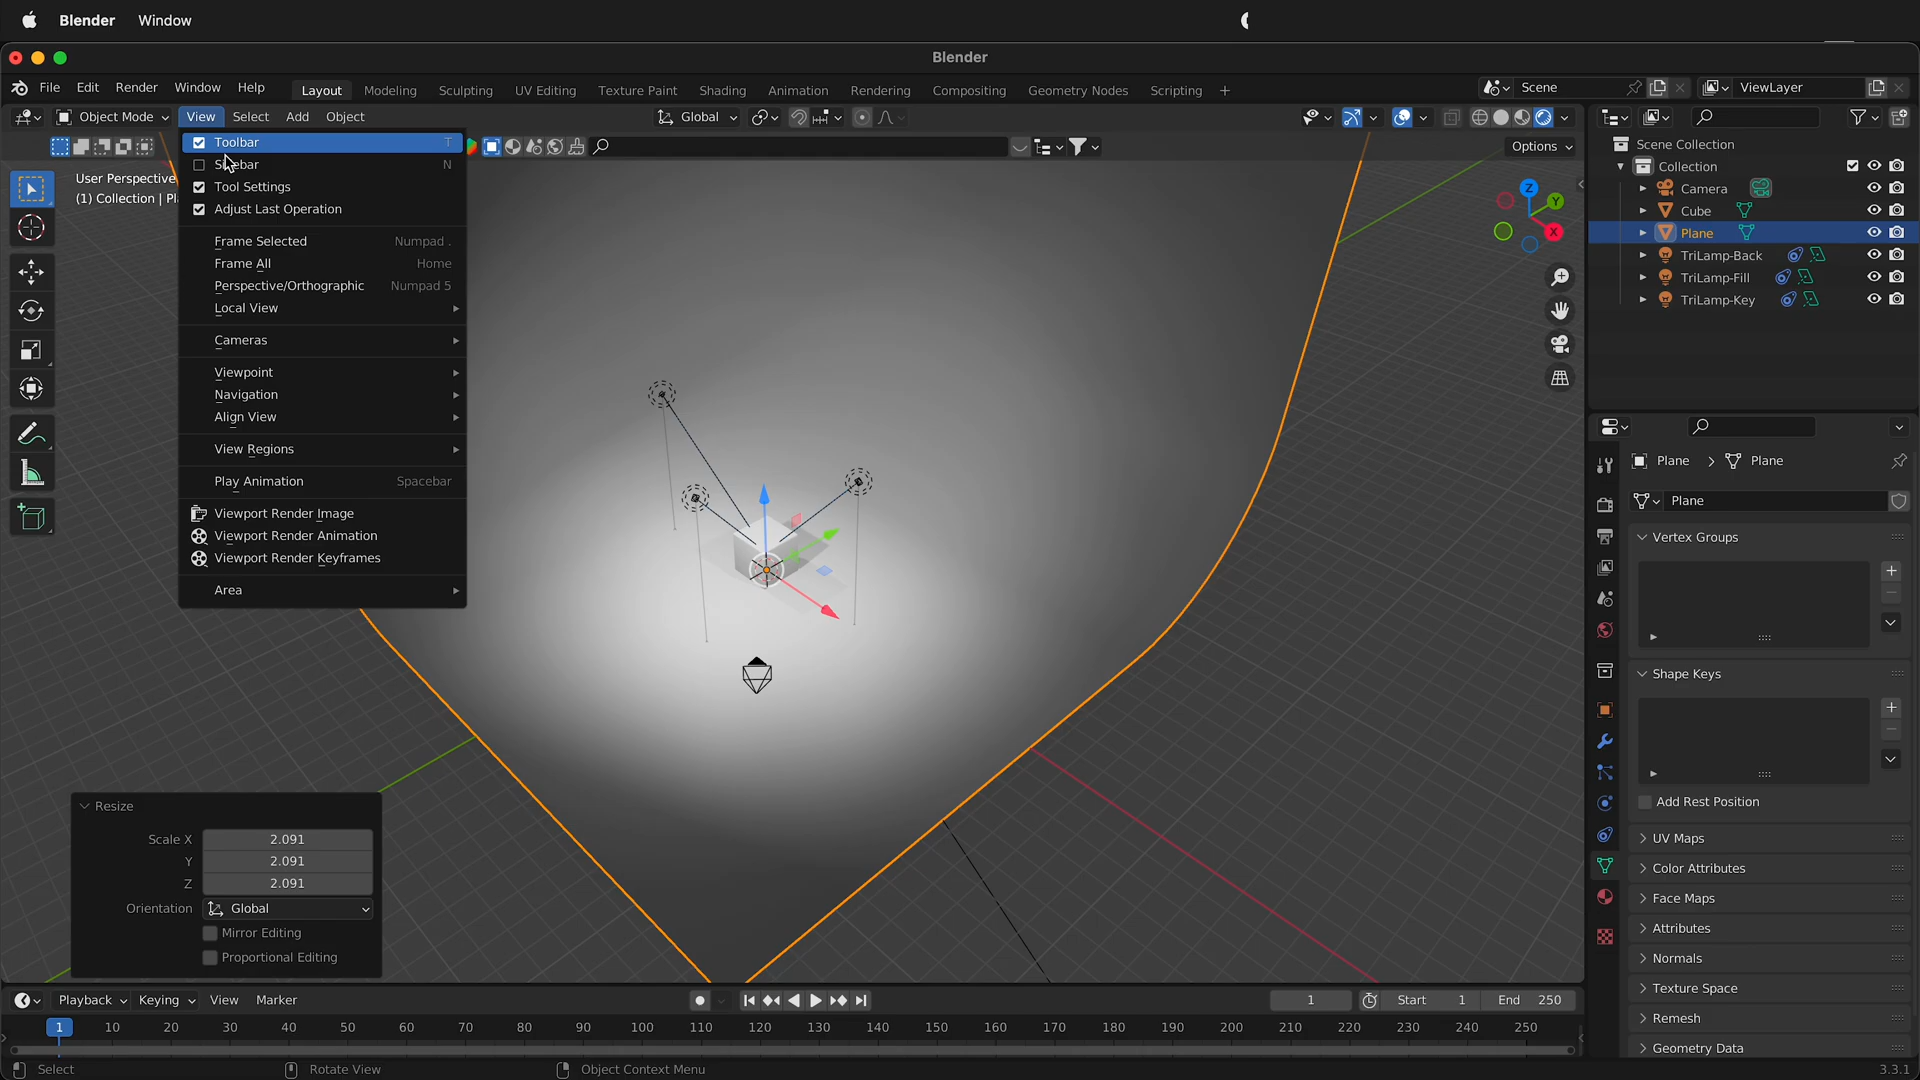 Blender Window
Blender
File Edit Render Window Help Layout Modeling Sculpting UV Editing Texture Paint Shading Animation Rendering Compositing Geometry Nodes Scripting + Scene ViewLayer
Object Mode View Select Add Object Global
Toolbar T
Sidebar N
Tool Settings
Adjust Last Operation
Frame Selected Numpad .
Frame All Home
Perspective/Orthographic Numpad 5
Local View
Cameras
Viewpoint
Navigation
Align View
View Regions
Play Animation Spacebar
Viewport Render Image
Viewport Render Animation
Viewport Render Keyframes
Area
Options
User Perspective
(1) Collection |
Z
Y
X
Resize
Scale X 2.091
Y 2.091
Z 2.091
Orientation Global
Mirror Editing
Proportional Editing
Scene Collection
Collection
Camera
Cube
Plane
TriLamp-Back
TriLamp-Fill
TriLamp-Key
Plane > Plane
Plane
Vertex Groups
Shape Keys
Add Rest Position
UV Maps
Color Attributes
Face Maps
Attributes
Normals
Texture Space
Remesh
Geometry Data
Playback Keying View Marker 1 Start 1 End 250
1 10 20 30 40 50 60 70 80 90 100 110 120 130 140 150 160 170 180 190 200 210 220 230 240 250
Select Rotate View Object Context Menu 3.3.1